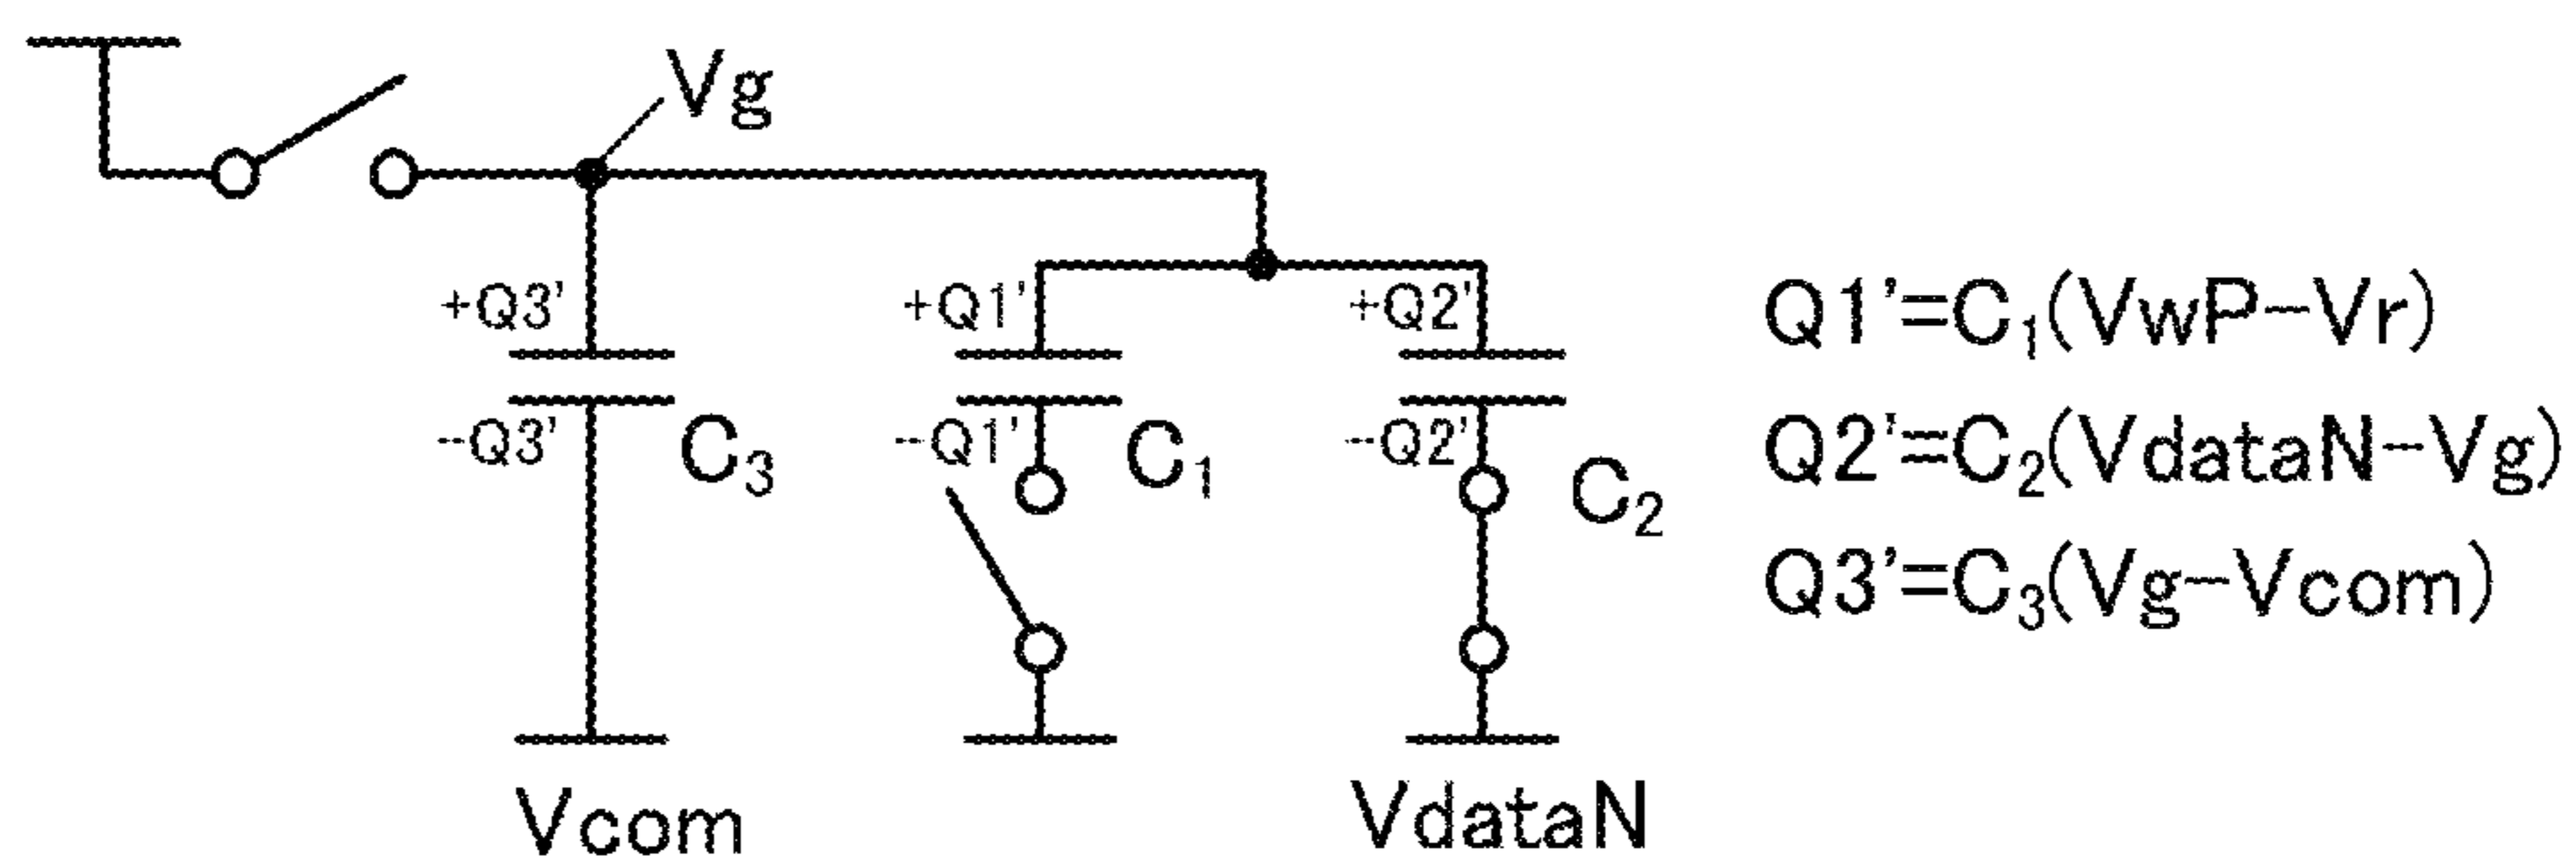 Vg
+Q3' +Q1' +Q2'
-Q3' C₃ -Q1' C₁ -Q2' C₂
Vcom VdataN
Q1'=C₁(VwP-Vr)
Q2'=C₂(VdataN-Vg)
Q3'=C₃(Vg-Vcom)